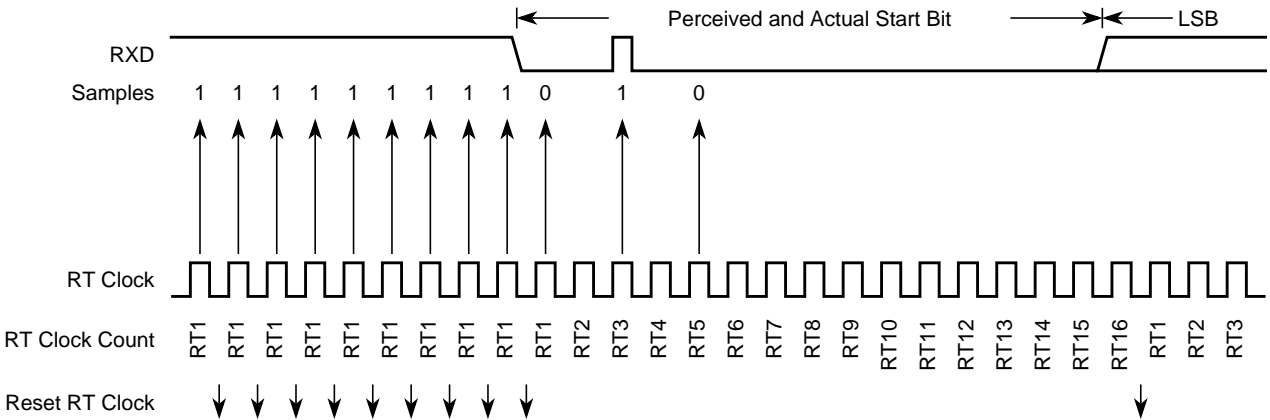 Perceived and Actual Start Bit LSB
RXD
Samples 1 1 1 1 1 1 1 1 1 0 1 0
RT Clock
RT Clock Count RT1 RT1 RT1 RT1 RT1 RT1 RT1 RT1 RT1 RT1 RT2 RT3 RT4 RT5 RT6 RT7 RT8 RT9 RT10 RT11 RT12 RT13 RT14 RT15 RT16 RT1 RT2 RT3
Reset RT Clock